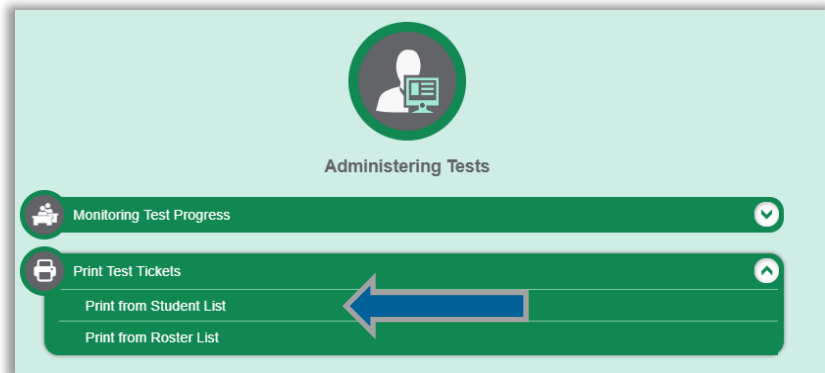 Administering Tests
Monitoring Test Progress
Print Test Tickets
Print from Student List
Print from Roster List